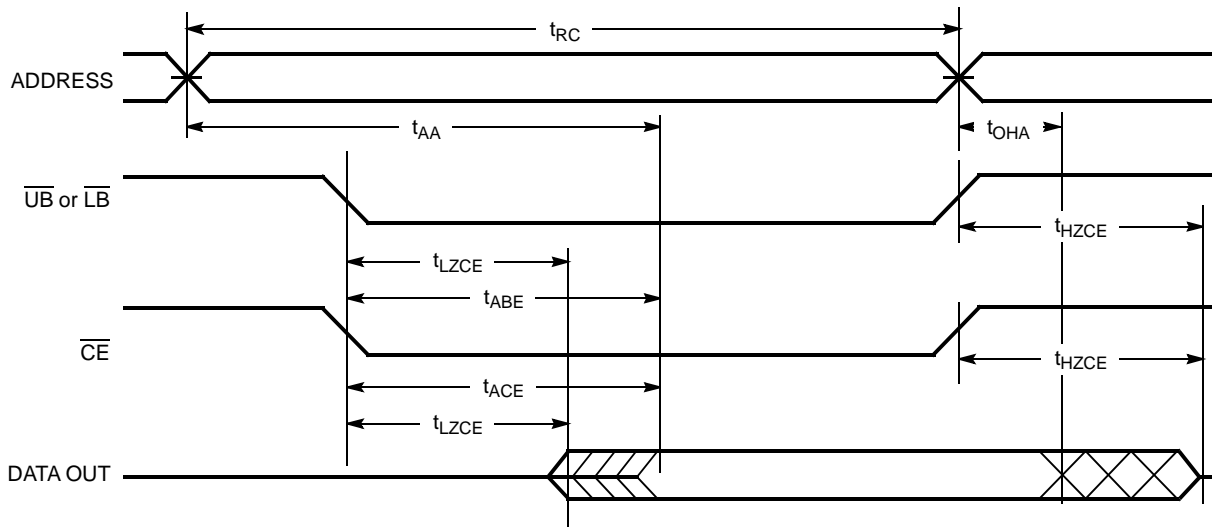 tRC
ADDRESS
tAA
tOHA
UB or LB
tHZCE
tLZCE
tABE
CE
tHZCE
tACE
tLZCE
DATA OUT